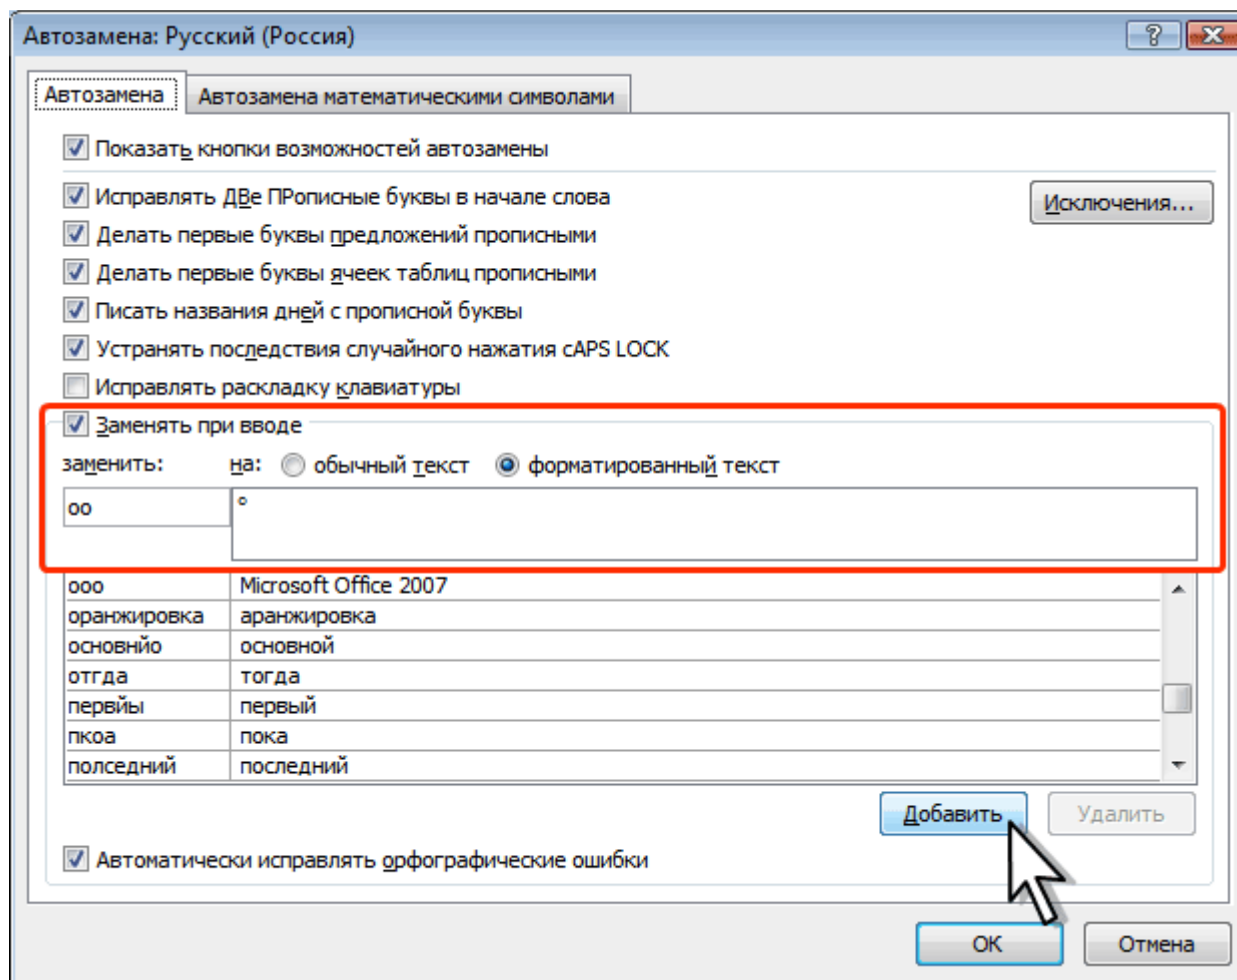 Автозамена: Русский (Россия)
Автозамена Автозамена математическими символами
Показать кнопки возможностей автозамены
Исправлять ДВе ПРописные буквы в начале слова
Исключения...
Делать первые буквы предложений прописными
Делать первые буквы ячеек таблиц прописными
Писать названия дней с прописной буквы
Устранять последствия случайного нажатия cAPS LOCK
Исправлять раскладку клавиатуры
Заменять при вводе
заменить: на: обычный текст форматированный текст
оо °
ооо Microsoft Office 2007
оранжировка аранжировка
основнйо основной
отгда тогда
первйы первый
пкоа пока
полседний последний
Добавить Удалить
Автоматически исправлять орфографические ошибки
ОК Отмена